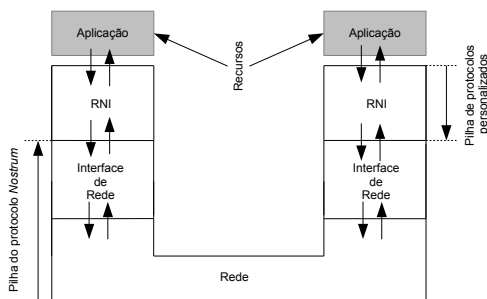 Aplicação
Aplicação
Recursos
RNI
RNI
Pilha de protocolos
personalizados
Interface
de
Rede
Interface
de
Rede
Pilha do protocolo Nostrum
Rede